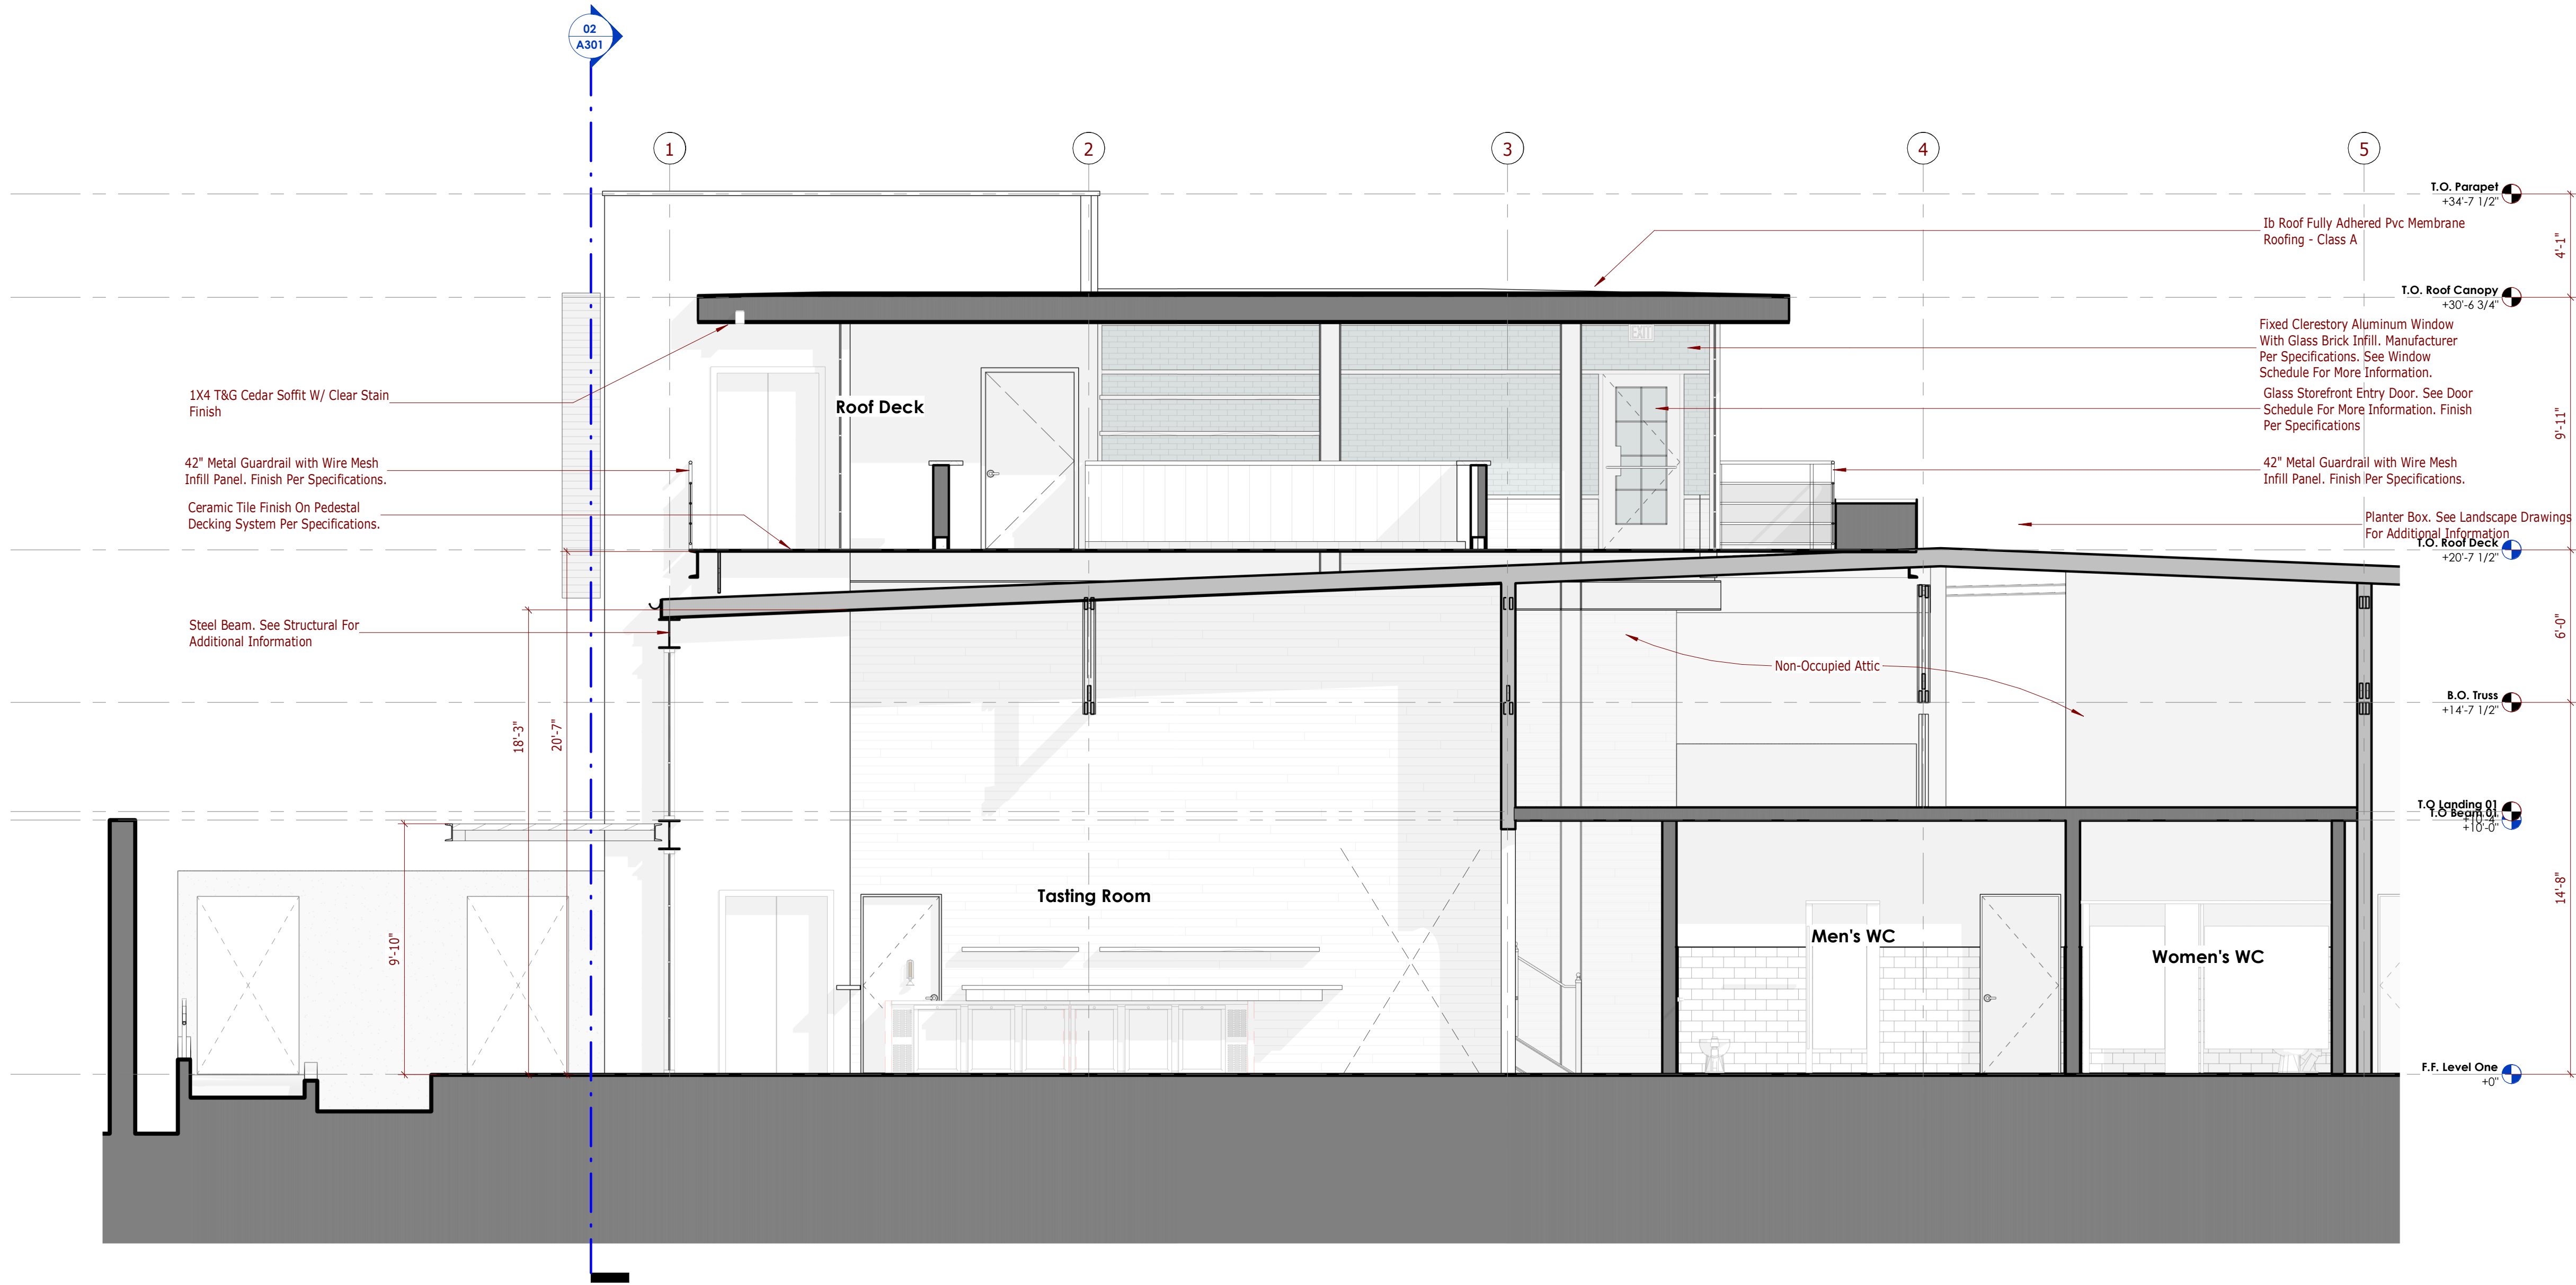 02
A301
1
2
3
4
5
T.O. Parapet
+34'-7 1/2"
4'-1"
Ib Roof Fully Adhered Pvc Membrane
Roofing - Class A
T.O. Roof Canopy
+30'-6 3/4"
Fixed Clerestory Aluminum Window
With Glass Brick Infill. Manufacturer
Per Specifications. See Window
Schedule For More Information.
Glass Storefront Entry Door. See Door
Schedule For More Information. Finish
Per Specifications
9'-11"
EXIT
1X4 T&G Cedar Soffit W/ Clear Stain
Finish
Roof Deck
42" Metal Guardrail with Wire Mesh
Infill Panel. Finish Per Specifications.
42" Metal Guardrail with Wire Mesh
Infill Panel. Finish Per Specifications.
Ceramic Tile Finish On Pedestal
Decking System Per Specifications.
Planter Box. See Landscape Drawings
For Additional Information
T.O. Roof Deck
+20'-7 1/2"
Steel Beam. See Structural For
Additional Information
6'-0"
Non-Occupied Attic
B.O. Truss
+14'-7 1/2"
18'-3"
20'-7"
T.O Landing 01
T.O Beam 01
+10'-0"
14'-8"
9'-10"
Tasting Room
Men's WC
Women's WC
F.F. Level One
+0"